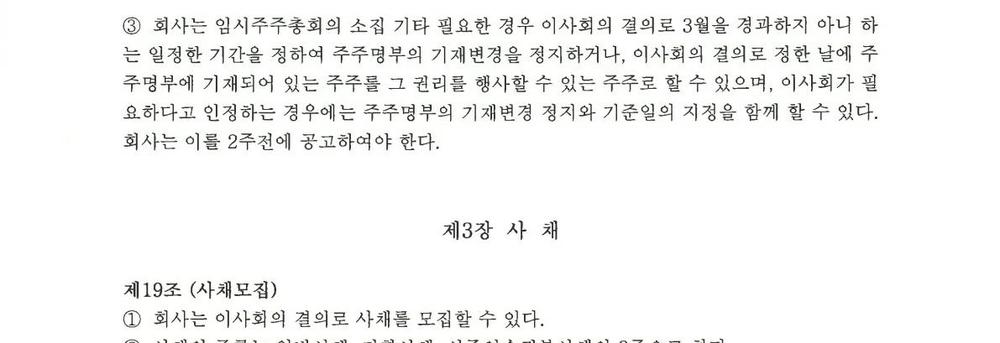 ③ 회사는 임시주주총회의 소집 기타 필요한 경우 이사회의 결의로 3월을 경과하지 아니 하
는 일정한 기간을 정하여 주주명부의 기재변경을 정지하거나, 이사회의 결의로 정한 날에 주
주명부에 기재되어 있는 주주를 그 권리를 행사할 수 있는 주주로 할 수 있으며, 이사회가 필
요하다고 인정하는 경우에는 주주명부의 기재변경 정지와 기준일의 지정을 함께 할 수 있다.
회사는 이를 2주전에 공고하여야 한다.
제3장 사 채
제19조 (사채모집)
① 회사는 이사회의 결의로 사채를 모집할 수 있다.